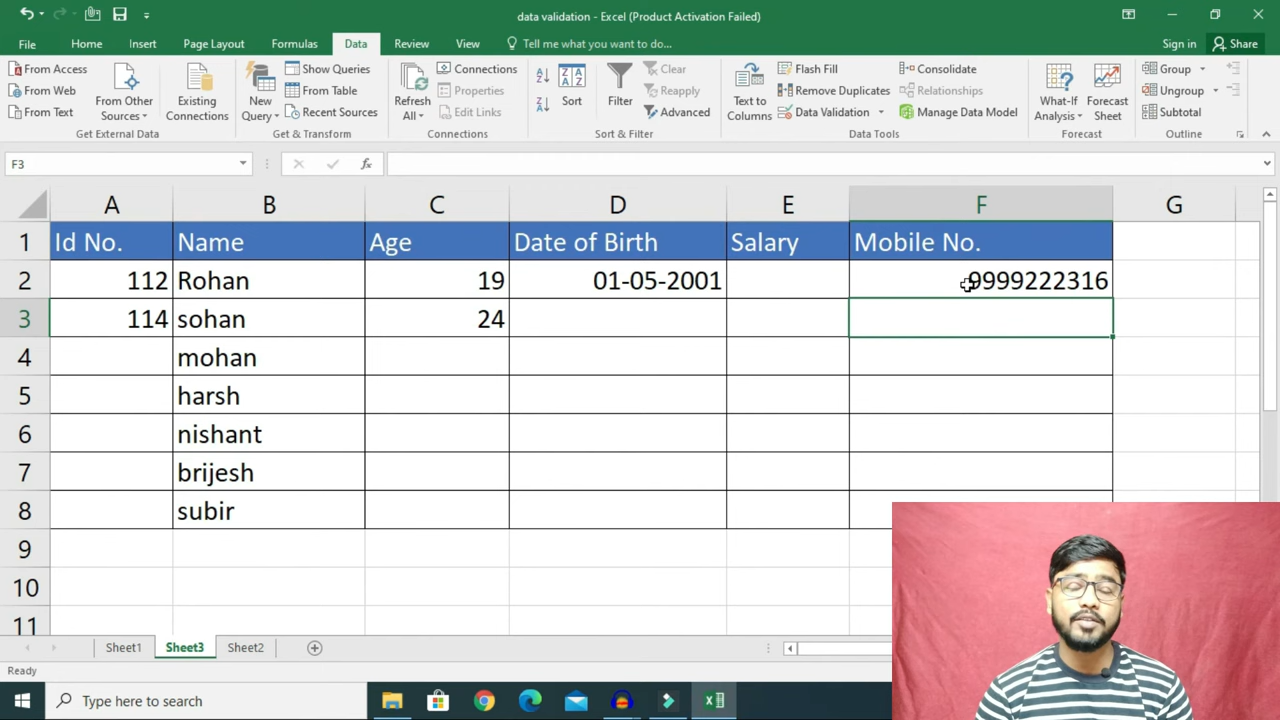 data validation - Excel (Product Activation Failed)
File Home Insert Page Layout Formulas Data Review View Tell me what you want to do... Sign in Share
From Access
From Web
From Text
From Other Sources
Get External Data
Existing Connections
New Query
Show Queries
From Table
Recent Sources
Get & Transform
Refresh All
Connections
Properties
Edit Links
Connections
Sort
Filter
Clear
Reapply
Advanced
Sort & Filter
Text to Columns
Flash Fill
Remove Duplicates
Data Validation
Consolidate
Relationships
Manage Data Model
Data Tools
What-If Analysis
Forecast Sheet
Forecast
Group
Ungroup
Subtotal
Outline
F3 fx
A B C D E F G
1 Id No. Name Age Date of Birth Salary Mobile No.
2 112 Rohan 19 01-05-2001 9999222316
3 114 sohan 24
4 mohan
5 harsh
6 nishant
7 brijesh
8 subir
9
10
11
Sheet1 Sheet3 Sheet2
Ready
Type here to search